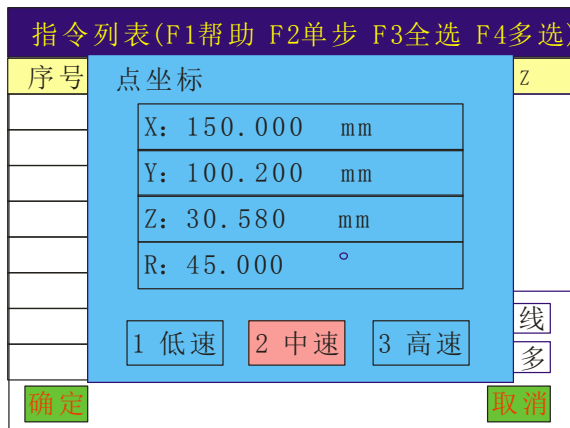 指令列表(F1帮助 F2单步 F3全选 F4多选)
序号
Z
点坐标
X: 150.000 mm
Y: 100.200 mm
Z: 30.580 mm
R: 45.000 °
1 低速
2 中速
3 高速
线
多
确定
取消